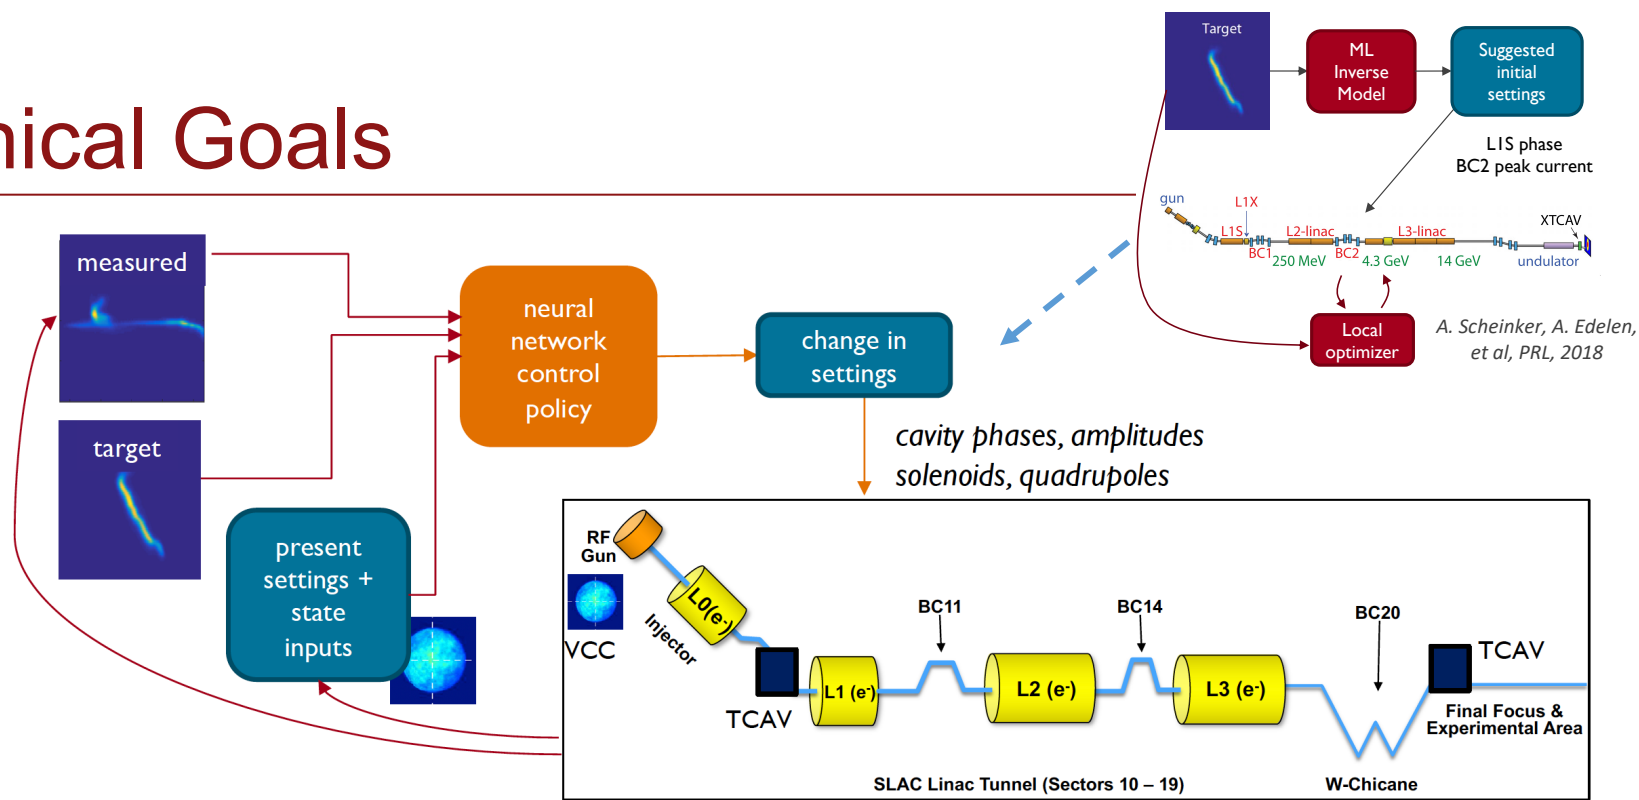 nical Goals
Target
ML
Inverse
Model
Suggested
initial
settings
L1S phase
BC2 peak current
gun
L1X
L1S
BC1
250 MeV
L2-linac
BC2
4.3 GeV
L3-linac
14 GeV
undulator
XTCAV
Local
optimizer
A. Scheinker, A. Edelen,
et al, PRL, 2018
measured
target
present
settings +
state
inputs
neural
network
control
policy
change in
settings
cavity phases, amplitudes
solenoids, quadrupoles
RF
Gun
VCC
L0(e-)
Injector
TCAV
L1 (e-)
BC11
L2 (e-)
BC14
L3 (e-)
BC20
TCAV
Final Focus &
Experimental Area
SLAC Linac Tunnel (Sectors 10 – 19)
W-Chicane